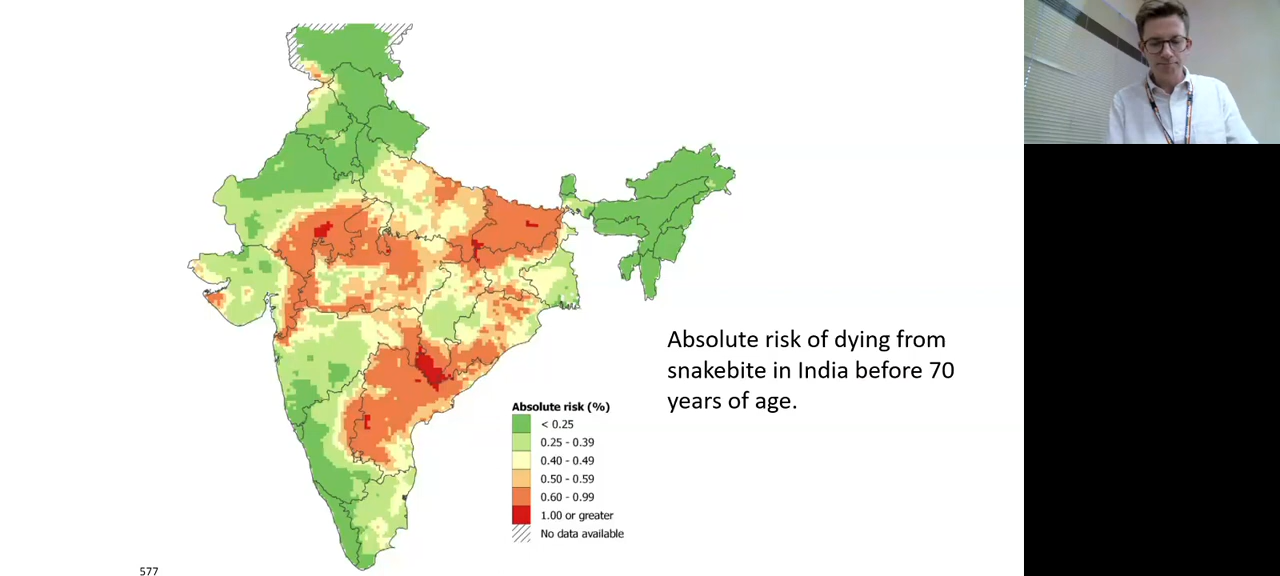 Absolute risk of dying from
snakebite in India before 70
years of age.
Absolute risk (%)
< 0.25
0.25 - 0.39
0.40 - 0.49
0.50 - 0.59
0.60 - 0.99
1.00 or greater
No data available
577